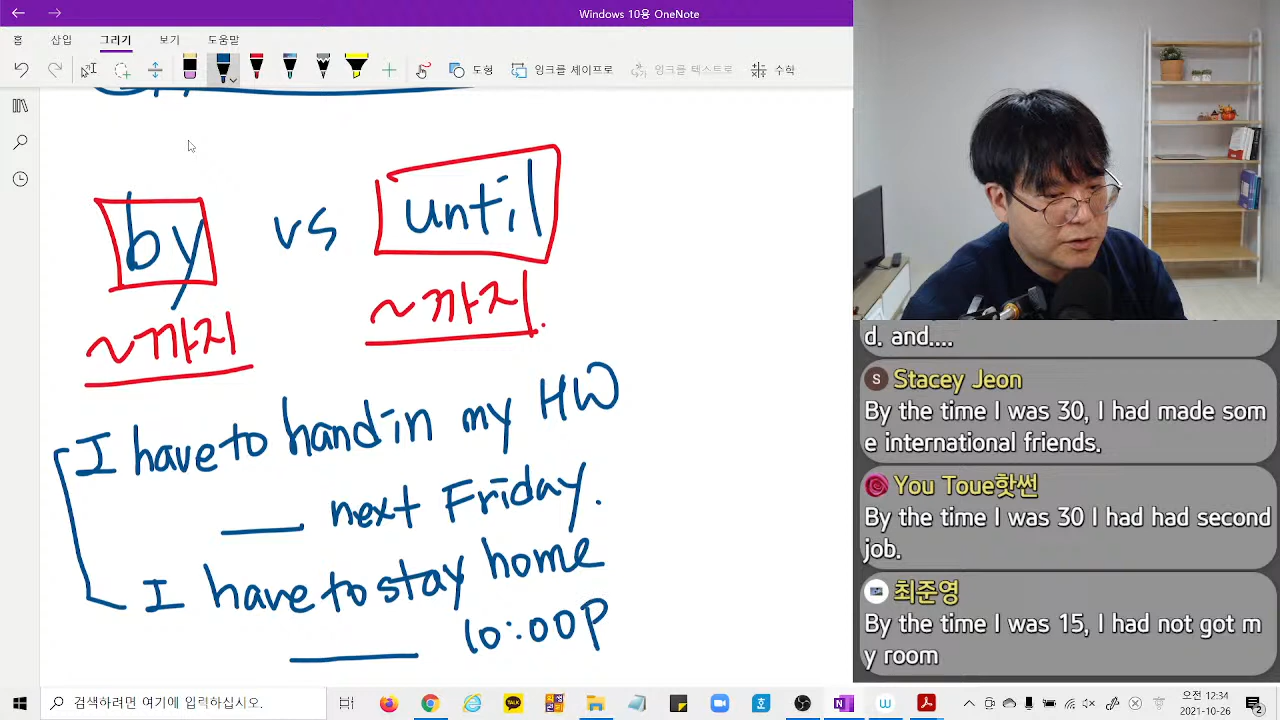 Windows 10용 OneNote
홈 삽입 그리기 보기 도움말
도형 잉크를 셰이프로 잉크를 텍스트로 수학
by vs until
~까지 ~까지.
I have to hand in my HW
___ next Friday.
I have to stay home
___ 10:00P
d. and....
S Stacey Jeon
By the time I was 30, I had made som
e international friends.
You Toue핫썬
By the time I was 30 I had had second
job.
최준영
By the time I was 15, I had not got m
y room
검색하려면 여기에 입력하십시오.
TALK
오전 7:34
2021-10-26
2